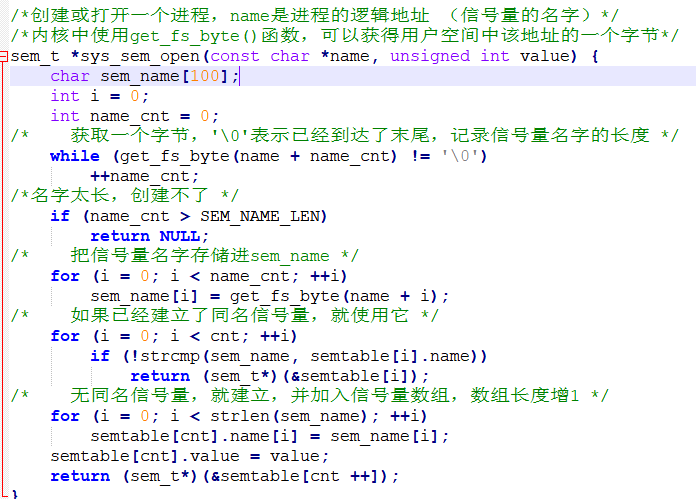 /*创建或打开一个进程，name是进程的逻辑地址 （信号量的名字）*/
/*内核中使用get_fs_byte()函数，可以获得用户空间中该地址的一个字节*/
sem_t *sys_sem_open(const char *name, unsigned int value) {
    char sem_name[100];
    int i = 0;
    int name_cnt = 0;
/*   获取一个字节，'\0'表示已经到达了末尾，记录信号量名字的长度 */
    while (get_fs_byte(name + name_cnt) != '\0')
        ++name_cnt;
/*名字太长，创建不了 */
    if (name_cnt > SEM_NAME_LEN)
        return NULL;
/*   把信号量名字存储进sem_name */
    for (i = 0; i < name_cnt; ++i)
        sem_name[i] = get_fs_byte(name + i);
/*   如果已经建立了同名信号量，就使用它 */
    for (i = 0; i < cnt; ++i)
        if (!strcmp(sem_name, semtable[i].name))
            return (sem_t*)(&semtable[i]);
/*   无同名信号量，就建立，并加入信号量数组，数组长度增1 */
    for (i = 0; i < strlen(sem_name); ++i)
        semtable[cnt].name[i] = sem_name[i];
    semtable[cnt].value = value;
    return (sem_t*)(&semtable[cnt ++]);
}